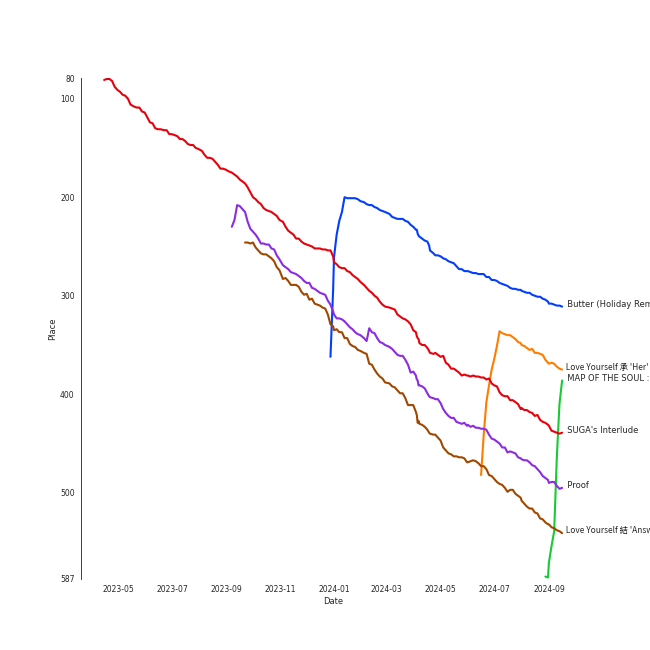 80
100
200
300
400
500
587
Place
2023-05
2023-07
2023-09
2023-11
2024-01
2024-03
2024-05
2024-07
2024-09
Date
Butter (Holiday Rem
Love Yourself 承 'Her'
MAP OF THE SOUL :
SUGA's Interlude
Proof
Love Yourself 結 'Answ